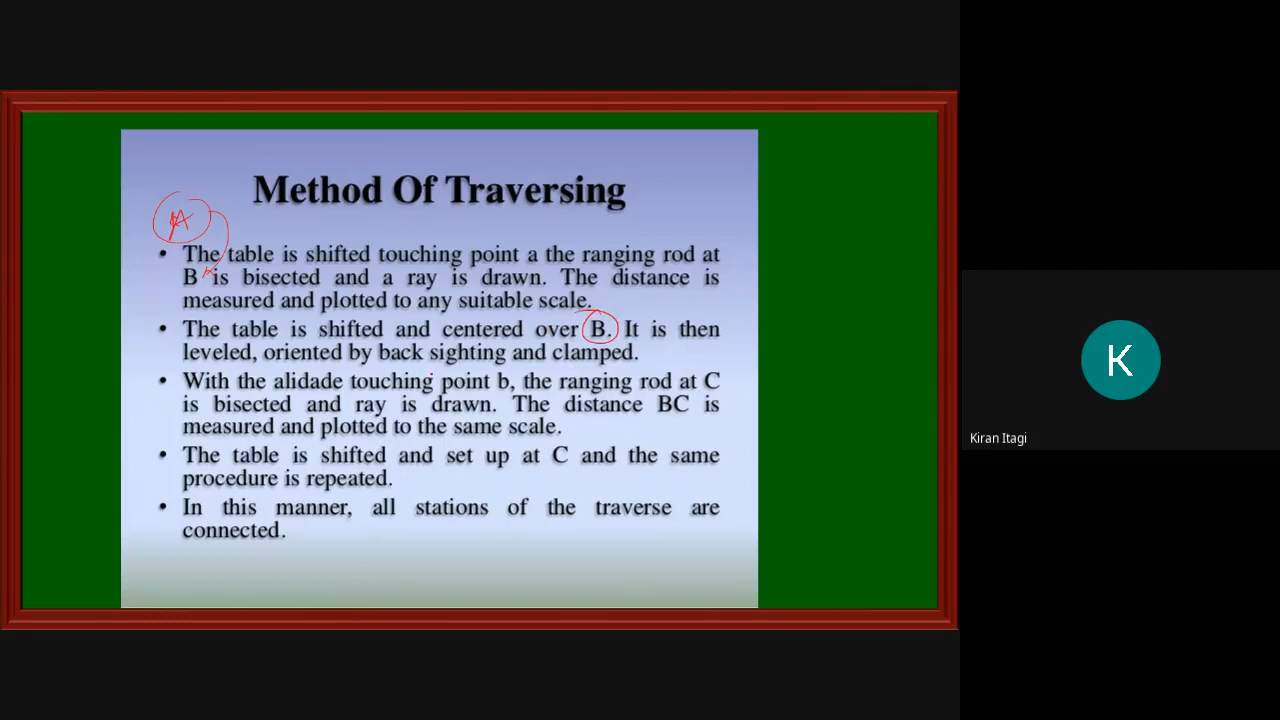 Method Of Traversing
A
• The table is shifted touching point a the ranging rod at
B is bisected and a ray is drawn. The distance is
measured and plotted to any suitable scale.
• The table is shifted and centered over B. It is then
leveled, oriented by back sighting and clamped.
• With the alidade touching point b, the ranging rod at C
is bisected and ray is drawn. The distance BC is
measured and plotted to the same scale.
• The table is shifted and set up at C and the same
procedure is repeated.
• In this manner, all stations of the traverse are
connected.
K
Kiran Itagi